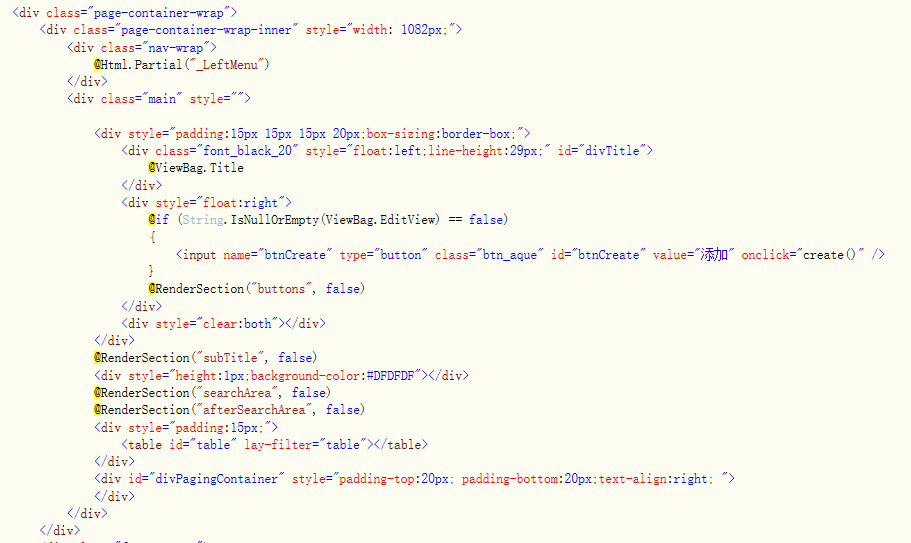 <div class="page-container-wrap">
<div class="page-container-wrap-inner" style="width: 1082px;">
<div class="nav-wrap">
@Html.Partial("_LeftMenu")
</div>
<div class="main" style="">
<div style="padding:15px 15px 15px 20px;box-sizing:border-box;">
<div class="font_black_20" style="float:left;line-height:29px;" id="divTitle">
@ViewBag.Title
</div>
<div style="float:right">
@if (String.IsNullOrEmpty(ViewBag.EditView) == false)
{
<input name="btnCreate" type="button" class="btn_aque" id="btnCreate" value="添加" onclick="create()" />
}
@RenderSection("buttons", false)
</div>
<div style="clear:both"></div>
</div>
@RenderSection("subTitle", false)
<div style="height:1px;background-color:#DFDFDF"></div>
@RenderSection("searchArea", false)
@RenderSection("afterSearchArea", false)
<div style="padding:15px;">
<table id="table" lay-filter="table"></table>
</div>
<div id="divPagingContainer" style="padding-top:20px; padding-bottom:20px;text-align:right; ">
</div>
</div>
</div>